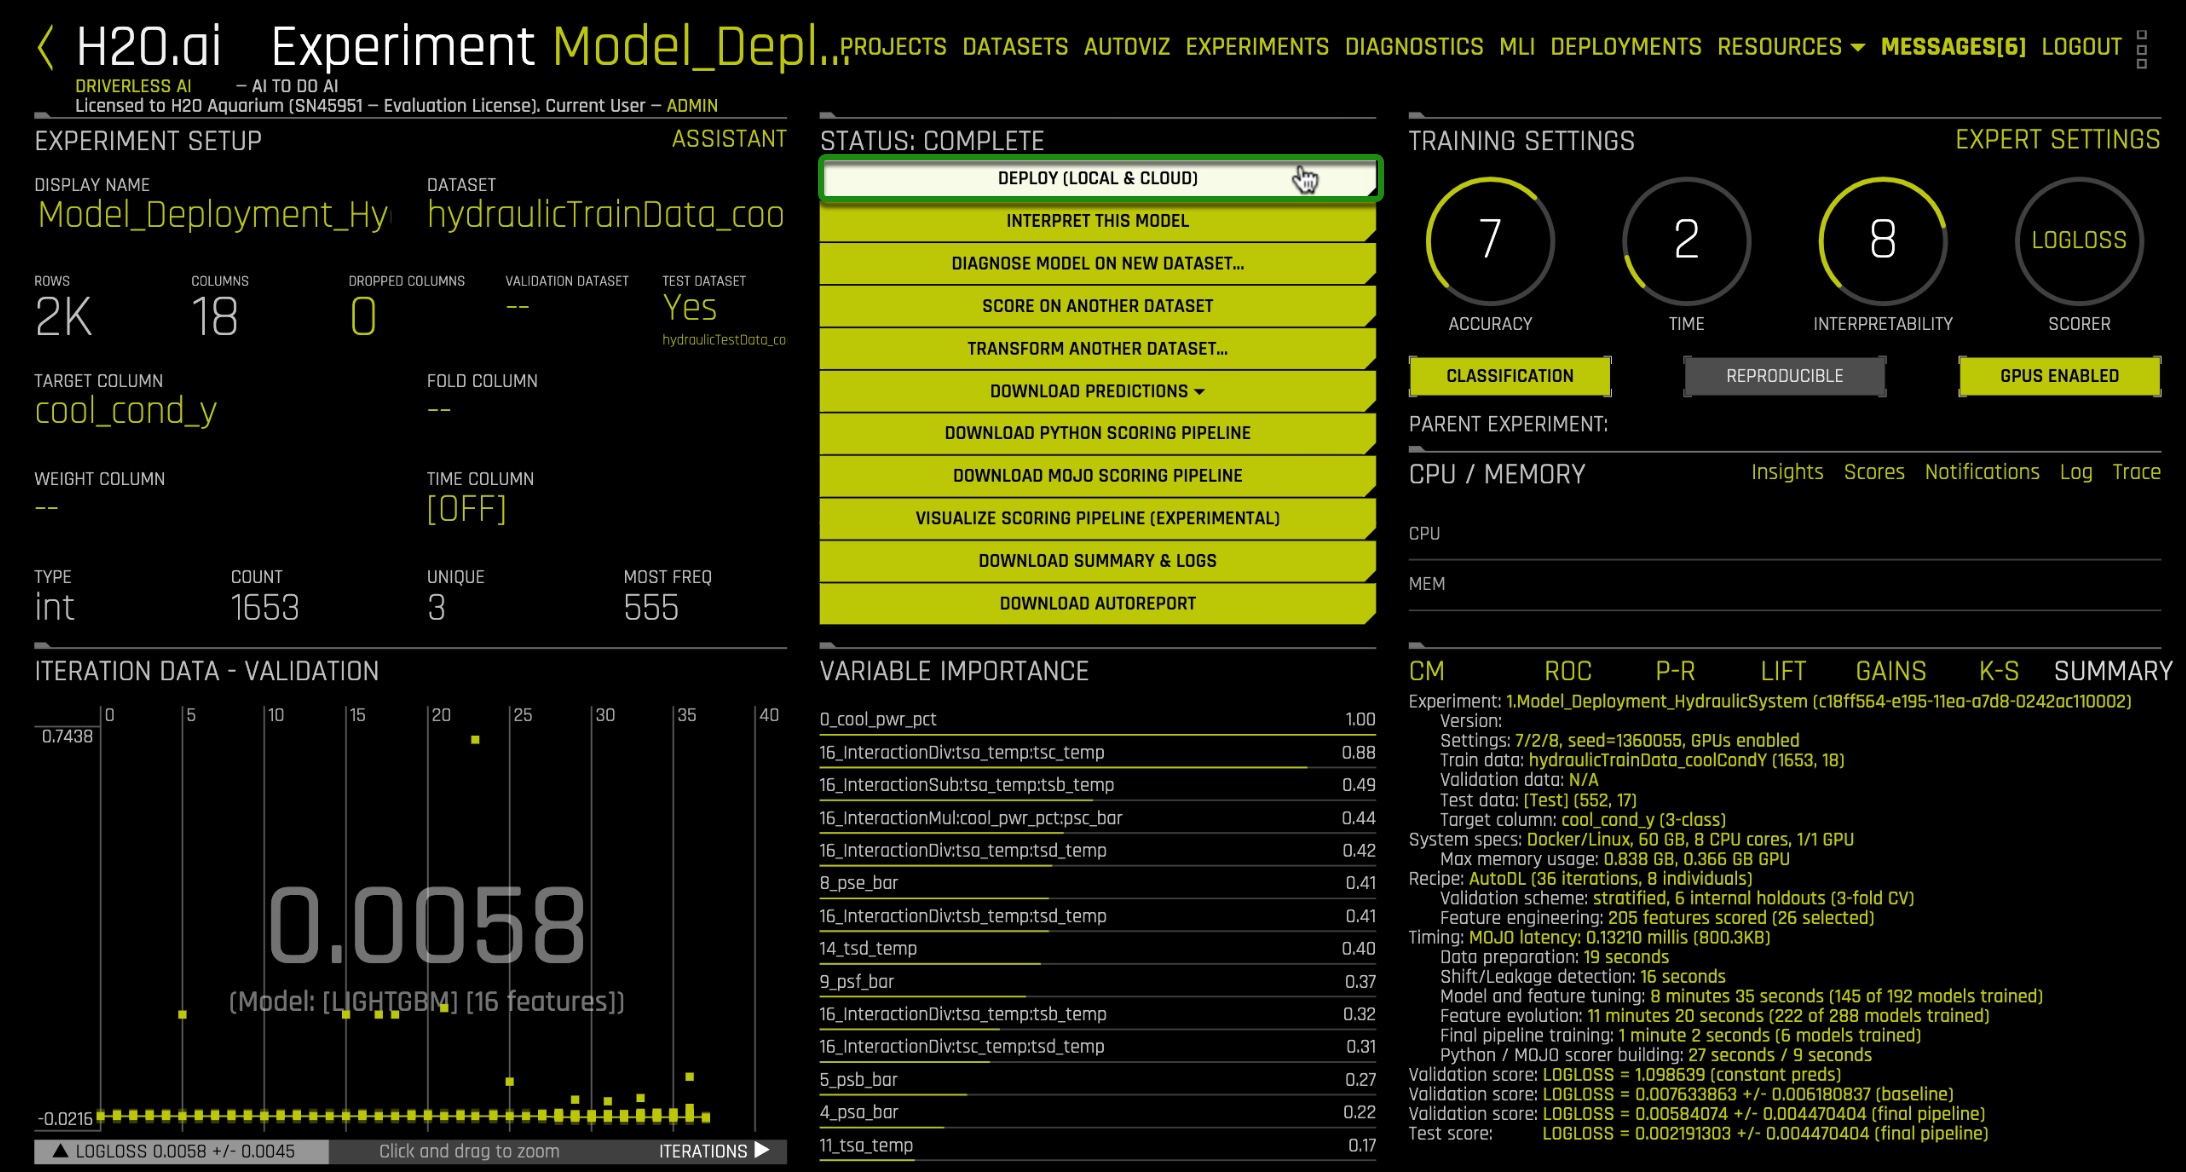 H2O.ai Experiment Model_Depl...
PROJECTS DATASETS AUTOVIZ EXPERIMENTS DIAGNOSTICS MLI DEPLOYMENTS RESOURCES MESSAGES[6] LOGOUT
DRIVERLESS AI — AI TO DO AI
Licensed to H2O Aquarium (SN45951 — Evaluation License). Current User — ADMIN
EXPERIMENT SETUP ASSISTANT
DISPLAY NAME DATASET
Model_Deployment_Hy hydraulicTrainData_coo
ROWS COLUMNS DROPPED COLUMNS VALIDATION DATASET TEST DATASET
2K 18 0 -- Yes
hydraulicTestData_co
TARGET COLUMN FOLD COLUMN
cool_cond_y --
WEIGHT COLUMN TIME COLUMN
-- [OFF]
TYPE COUNT UNIQUE MOST FREQ
int 1653 3 555
STATUS: COMPLETE
DEPLOY (LOCAL & CLOUD)
INTERPRET THIS MODEL
DIAGNOSE MODEL ON NEW DATASET...
SCORE ON ANOTHER DATASET
TRANSFORM ANOTHER DATASET...
DOWNLOAD PREDICTIONS
DOWNLOAD PYTHON SCORING PIPELINE
DOWNLOAD MOJO SCORING PIPELINE
VISUALIZE SCORING PIPELINE (EXPERIMENTAL)
DOWNLOAD SUMMARY & LOGS
DOWNLOAD AUTOREPORT
TRAINING SETTINGS EXPERT SETTINGS
7 2 8 LOGLOSS
ACCURACY TIME INTERPRETABILITY SCORER
CLASSIFICATION REPRODUCIBLE GPUS ENABLED
PARENT EXPERIMENT:
CPU / MEMORY Insights Scores Notifications Log Trace
CPU
MEM
ITERATION DATA - VALIDATION
0 5 10 15 20 25 30 35 40
0.7438
0.0058
(Model: [LIGHTGBM] [16 features])
-0.0216
LOGLOSS 0.0058 +/- 0.0045 Click and drag to zoom ITERATIONS
VARIABLE IMPORTANCE
0_cool_pwr_pct 1.00
16_InteractionDiv:tsa_temp:tsc_temp 0.88
16_InteractionSub:tsa_temp:tsb_temp 0.49
16_InteractionMul:cool_pwr_pct:psc_bar 0.44
16_InteractionDiv:tsa_temp:tsd_temp 0.42
8_pse_bar 0.41
16_InteractionDiv:tsb_temp:tsd_temp 0.41
14_tsd_temp 0.40
9_psf_bar 0.37
16_InteractionDiv:tsa_temp:tsb_temp 0.32
16_InteractionDiv:tsc_temp:tsd_temp 0.31
5_psb_bar 0.27
4_psa_bar 0.22
11_tsa_temp 0.17
CM ROC P-R LIFT GAINS K-S SUMMARY
Experiment: 1.Model_Deployment_HydraulicSystem (c18ff564-e195-11ea-a7d8-0242ac110002)
Version:
Settings: 7/2/8, seed=1360055, GPUs enabled
Train data: hydraulicTrainData_coolCondY (1653, 18)
Validation data: N/A
Test data: [Test] (552, 17)
Target column: cool_cond_y (3-class)
System specs: Docker/Linux, 60 GB, 8 CPU cores, 1/1 GPU
Max memory usage: 0.838 GB, 0.366 GB GPU
Recipe: AutoDL (36 iterations, 8 individuals)
Validation scheme: stratified, 6 internal holdouts (3-fold CV)
Feature engineering: 205 features scored (26 selected)
Timing: MOJO latency: 0.13210 millis (800.3KB)
Data preparation: 19 seconds
Shift/Leakage detection: 16 seconds
Model and feature tuning: 8 minutes 35 seconds (145 of 192 models trained)
Feature evolution: 11 minutes 20 seconds (222 of 288 models trained)
Final pipeline training: 1 minute 2 seconds (6 models trained)
Python / MOJO scorer building: 27 seconds / 9 seconds
Validation score: LOGLOSS = 1.098639 (constant preds)
Validation score: LOGLOSS = 0.007633863 +/- 0.006180837 (baseline)
Validation score: LOGLOSS = 0.00584074 +/- 0.004470404 (final pipeline)
Test score: LOGLOSS = 0.002191303 +/- 0.004470404 (final pipeline)